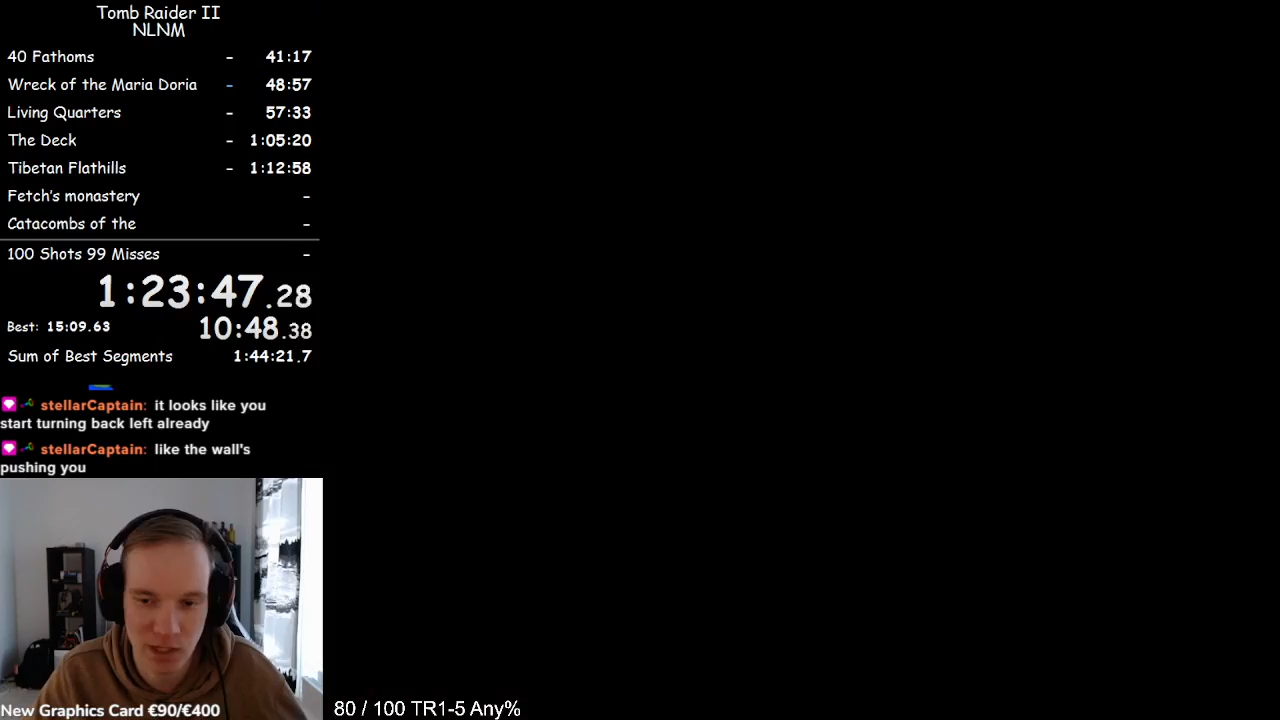 Tomb Raider II
NLNM
40 Fathoms - 41:17
Wreck of the Maria Doria - 48:57
Living Quarters - 57:33
The Deck - 1:05:20
Tibetan Flathills - 1:12:58
Fetch's monastery -
Catacombs of the -
100 Shots 99 Misses -
1:23:47.28
Best: 15:09.63 10:48.38
Sum of Best Segments 1:44:21.7
stellarCaptain: it looks like you
start turning back left already
stellarCaptain: like the wall's
pushing you
New Graphics Card €90/€400
80 / 100 TR1-5 Any%